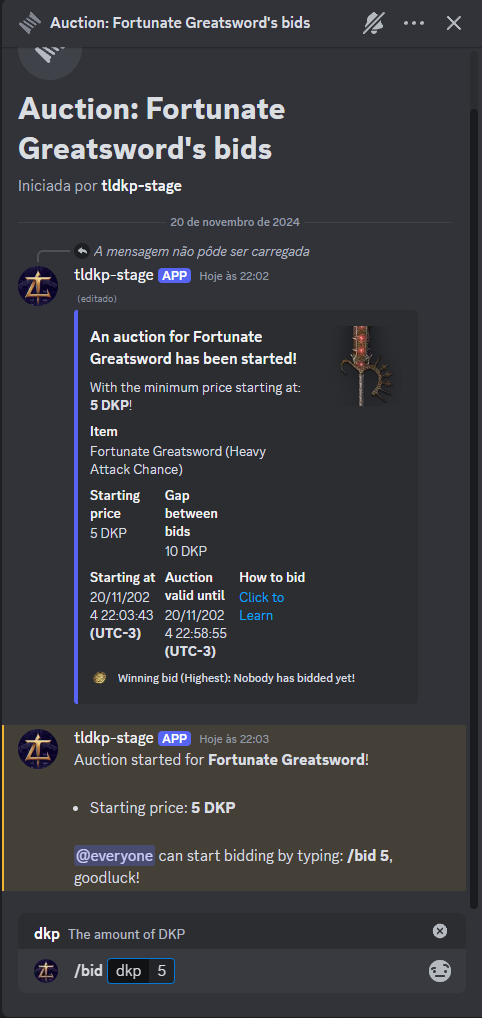 Auction: Fortunate Greatsword's bids
Auction: Fortunate
Greatsword's bids
Iniciada por tldkp-stage
20 de novembro de 2024
A mensagem não pôde ser carregada
tldkp-stage APP Hoje às 22:02
(editado)
An auction for Fortunate
Greatsword has been started!
With the minimum price starting at:
5 DKP!
Item
Fortunate Greatsword (Heavy
Attack Chance)
Starting
price
5 DKP
Gap
between
bids
10 DKP
Starting at
20/11/202
4 22:03:43
(UTC-3)
Auction
valid until
20/11/202
4 22:58:55
(UTC-3)
How to bid
Click to
Learn
Winning bid (Highest): Nobody has bidded yet!
tldkp-stage APP Hoje às 22:03
Auction started for Fortunate Greatsword!
• Starting price: 5 DKP
@everyone can start bidding by typing: /bid 5,
goodluck!
dkp The amount of DKP
/bid dkp 5